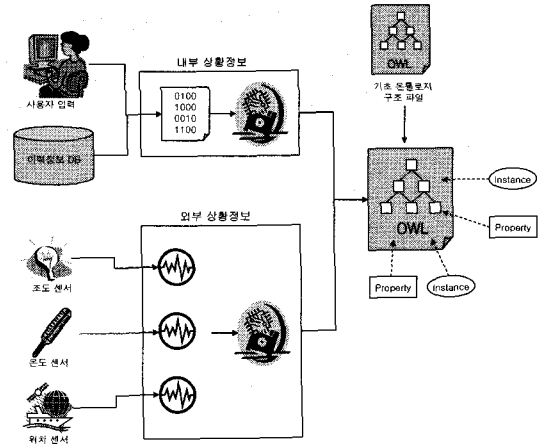 내부 상황정보
사용자 입력
0100
1000
0010
1100
이력정보 DB
OWL
기초 온톨로지
구조 파일
Instance
OWL
Property
Property
Instance
외부 상황정보
조도 센서
온도 센서
위치 센서